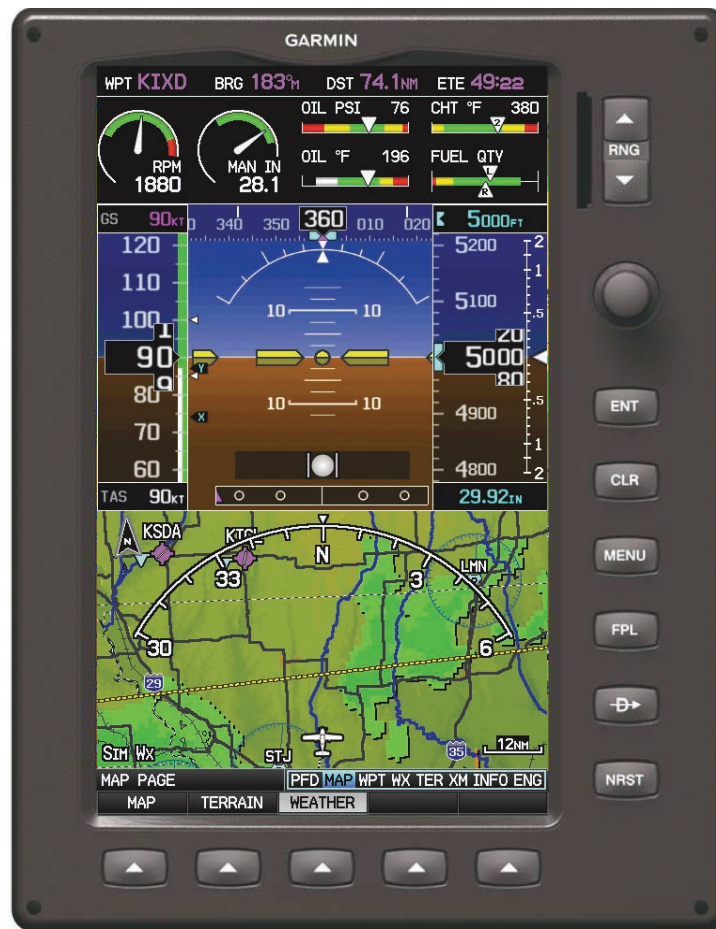 GARMIN
WPT KIXD BRG 183°M DST 74.1NM ETE 49:22
OIL PSI 76 CHT °F 380
2
RPM MAN IN
1880 28.1
OIL °F 196 FUEL QTY
L
R
RNG
GS 90KT 340 350 360 010 020 5000FT
120 5200 2
110 1
10 10 5100 .5
100
20
90 5000
80
Y
80 .5
X 10 10 4900
70 1
60 4800 2
TAS 90KT 29.92IN
ENT
CLR
MENU
FPL
D
NRST
N KSDA LMN
33 N 3
30 6
29
SIM WX STJ 35 12NM
MAP PAGE PFD MAP WPT WX TER XM INFO ENG
MAP TERRAIN WEATHER